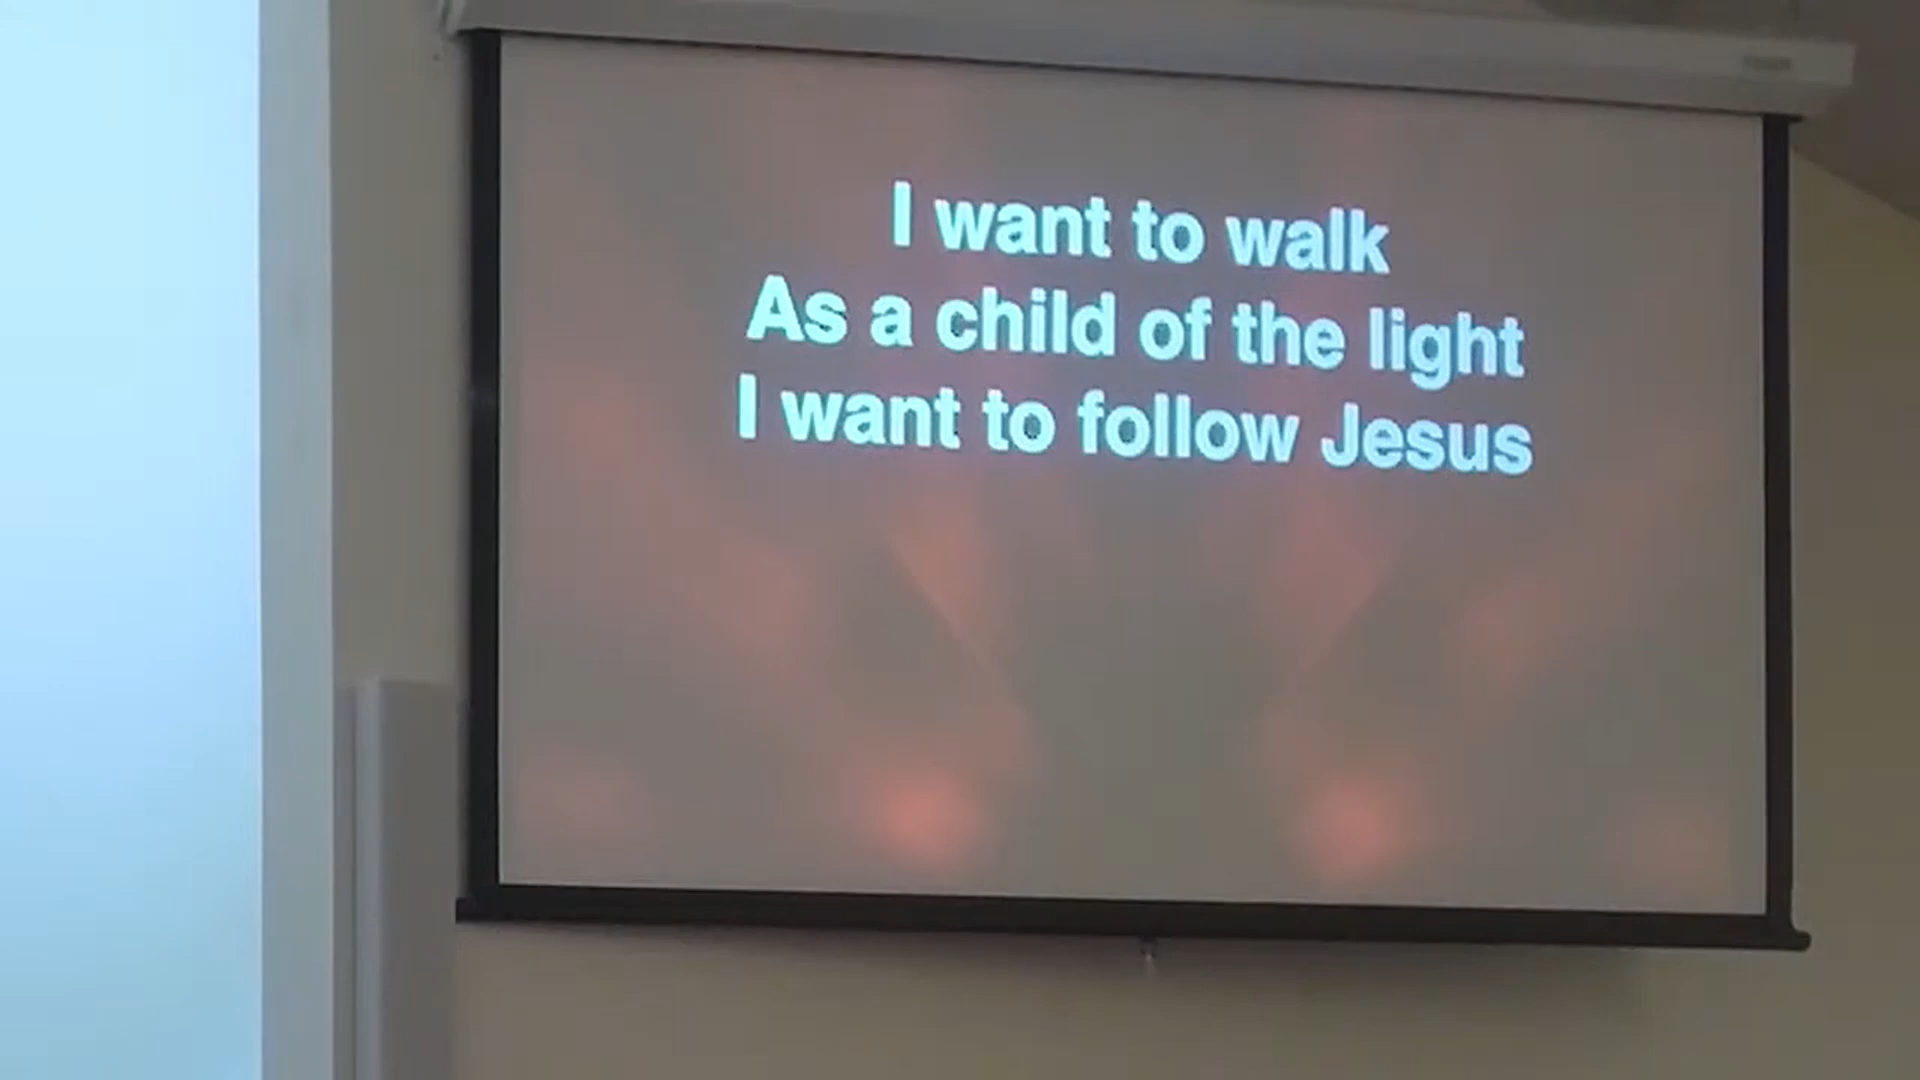 I want to walk
As a child of the light
I want to follow Jesus